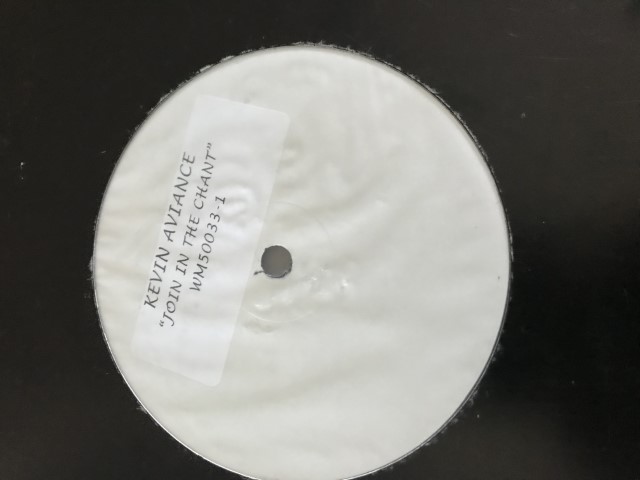 KEVIN AVIANCE
"JOIN IN THE CHANT"
WM50033-1